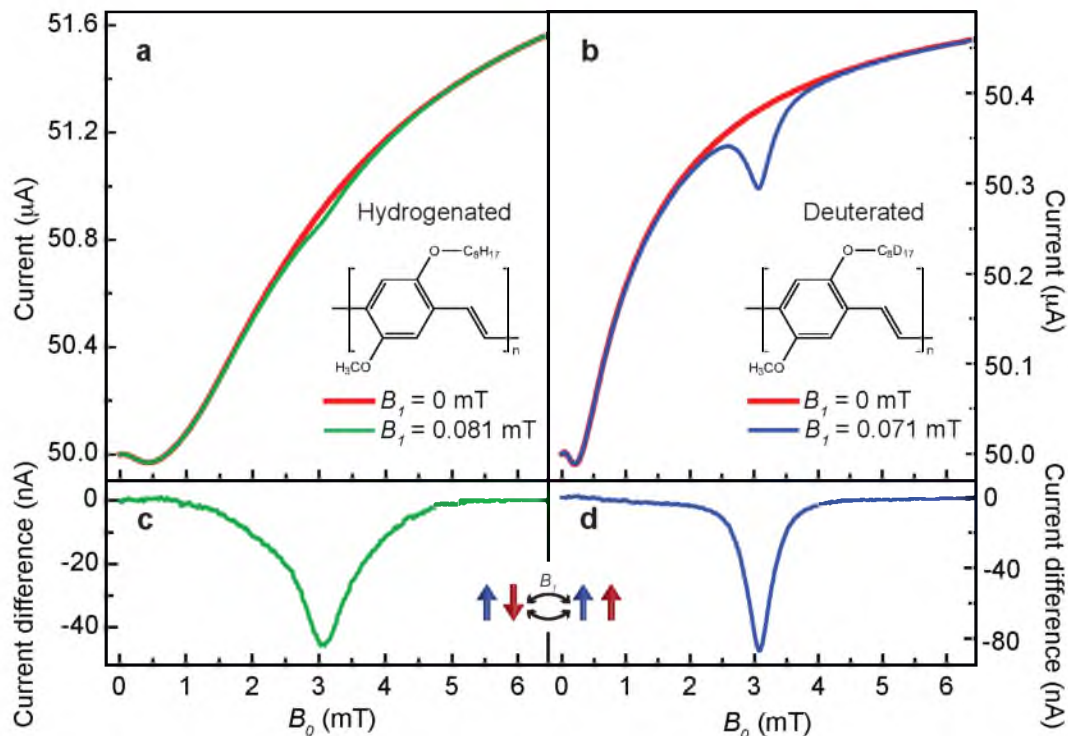 a
51.6
51.2
50.8
50.4
50.0
Current (μA)
Hydrogenated
O—C₈H₁₇
H₃CO
n
B₁ = 0 mT
B₁ = 0.081 mT
b
50.4
50.3
50.2
50.1
50.0
Current (μA)
Deuterated
O—C₈D₁₇
H₃CO
n
B₁ = 0 mT
B₁ = 0.071 mT
c
0
-20
-40
Current difference (nA)
0 1 2 3 4 5 6
B₀ (mT)
B₁
d
0
-40
-80
Current difference (nA)
0 1 2 3 4 5 6
B₀ (mT)